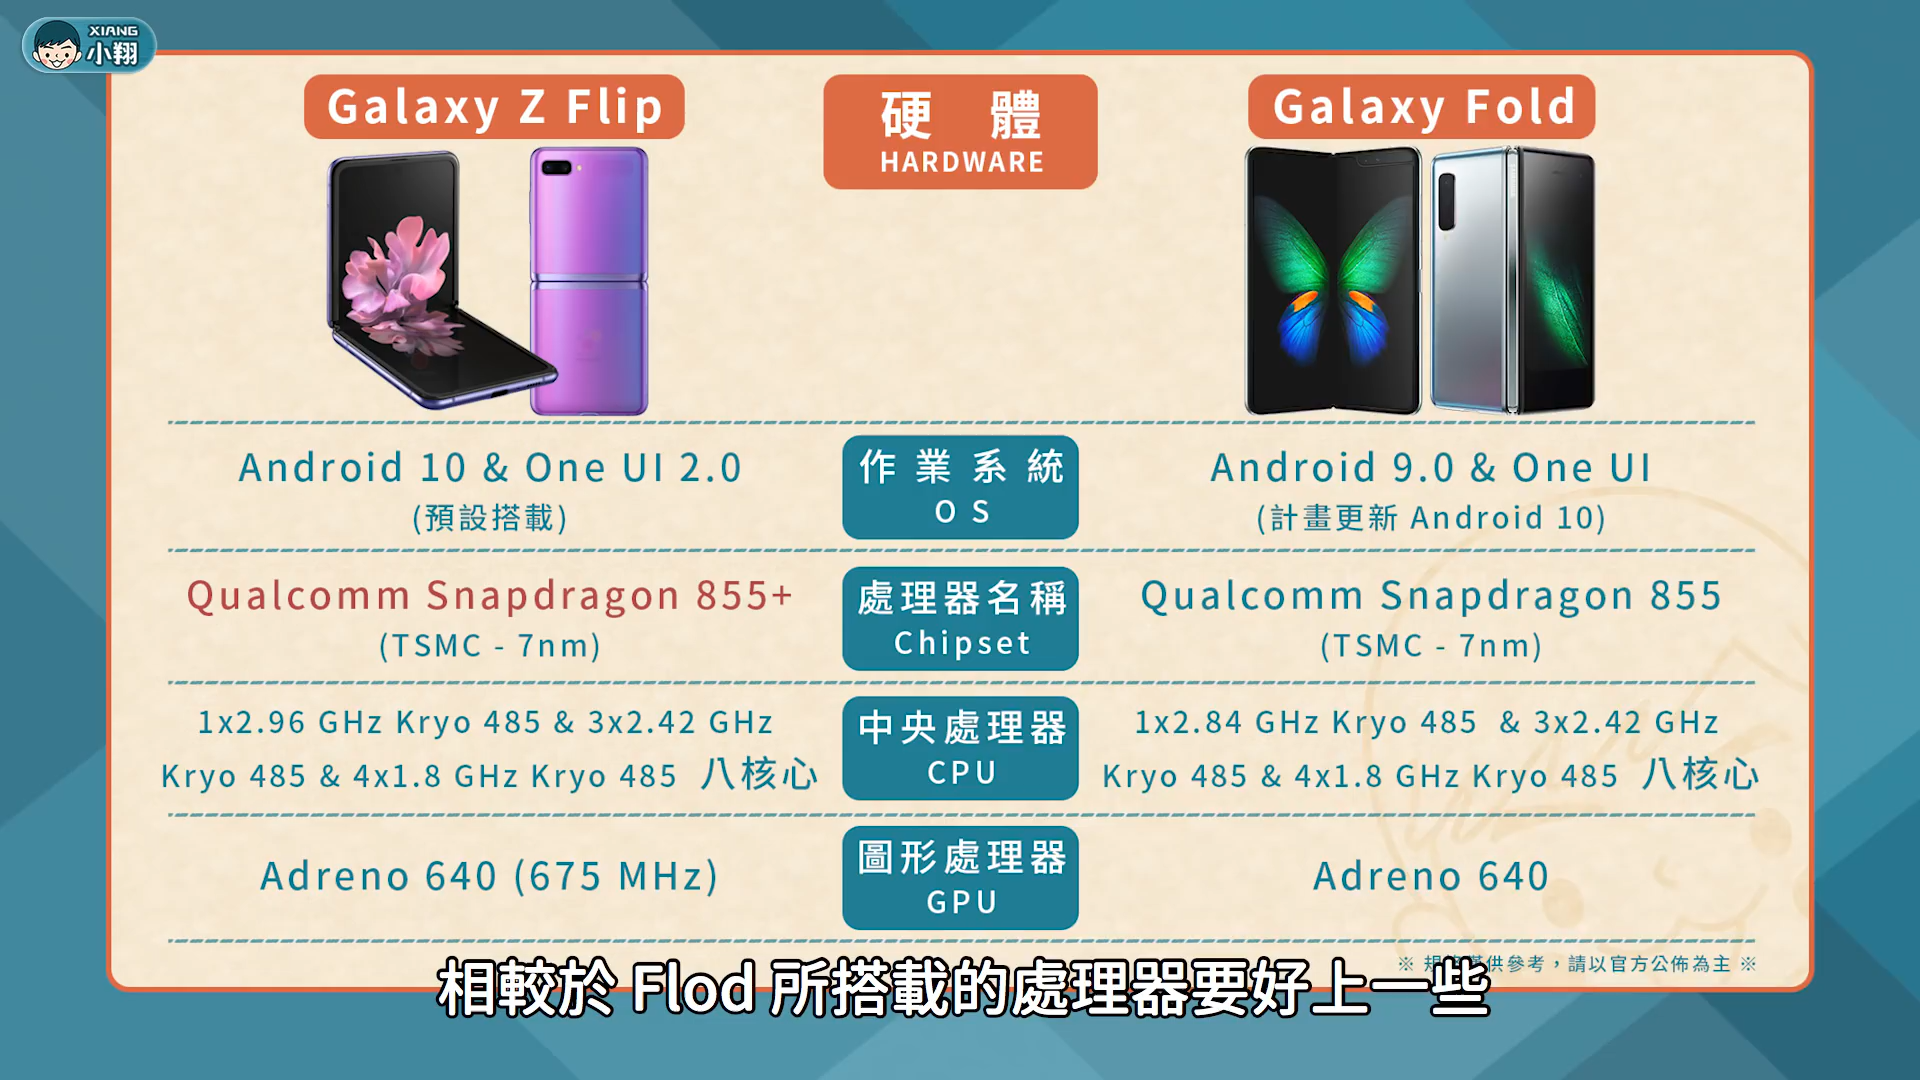 XIANG
小翔
Galaxy Z Flip
硬 體
HARDWARE
Galaxy Fold
Android 10 & One UI 2.0
(預設搭載)
作業系統
OS
Android 9.0 & One UI
(計畫更新 Android 10)
Qualcomm Snapdragon 855+
(TSMC - 7nm)
處理器名稱
Chipset
Qualcomm Snapdragon 855
(TSMC - 7nm)
1x2.96 GHz Kryo 485 & 3x2.42 GHz
Kryo 485 & 4x1.8 GHz Kryo 485 八核心
中央處理器
CPU
1x2.84 GHz Kryo 485 & 3x2.42 GHz
Kryo 485 & 4x1.8 GHz Kryo 485 八核心
Adreno 640 (675 MHz)
圖形處理器
GPU
Adreno 640
※ 規供參考，請以官方公佈為主 ※
相較於 Flod 所搭載的處理器要好上一些